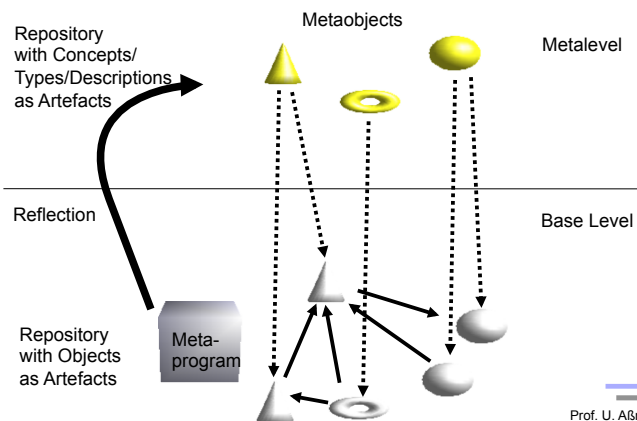 Metaobjects
Repository
with Concepts/
Types/Descriptions
as Artefacts
Metalevel
Reflection
Base Level
Repository
with Objects
as Artefacts
Meta-
program
Prof. U.